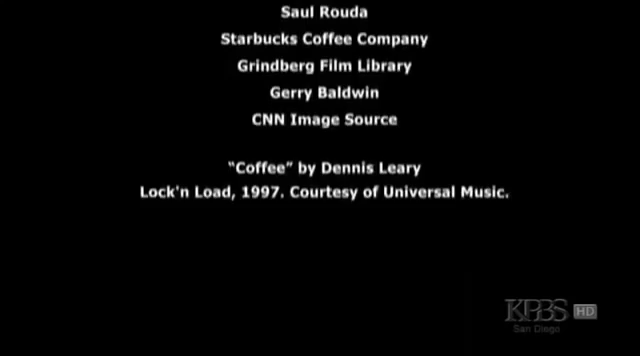 Saul Rouda
Starbucks Coffee Company
Grindberg Film Library
Gerry Baldwin
CNN Image Source
“Coffee” by Dennis Leary
Lock'n Load, 1997. Courtesy of Universal Music.
KPBS HD
San Diego